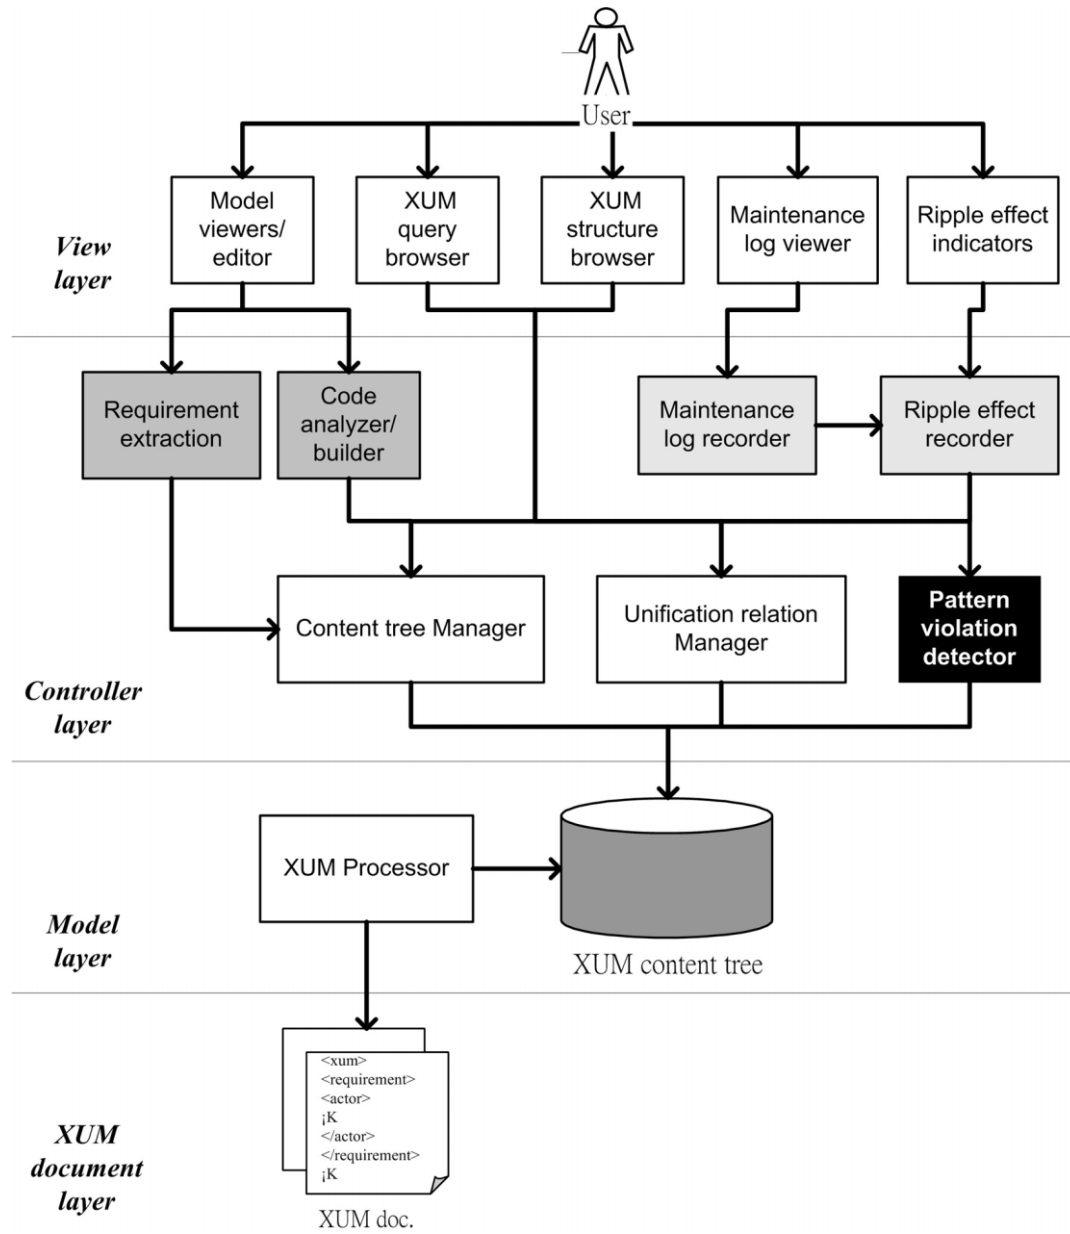 User
Model
viewers/
editor
XUM
query
browser
XUM
structure
browser
Maintenance
log viewer
Ripple effect
indicators
View
layer
Requirement
extraction
Code
analyzer/
builder
Maintenance
log recorder
Ripple effect
recorder
Content tree Manager
Unification relation
Manager
Pattern
violation
detector
Controller
layer
XUM Processor
XUM content tree
Model
layer
<xum>
<requirement>
<actor>
¡K
</actor>
</requirement>
¡K
XUM
document
layer
XUM doc.